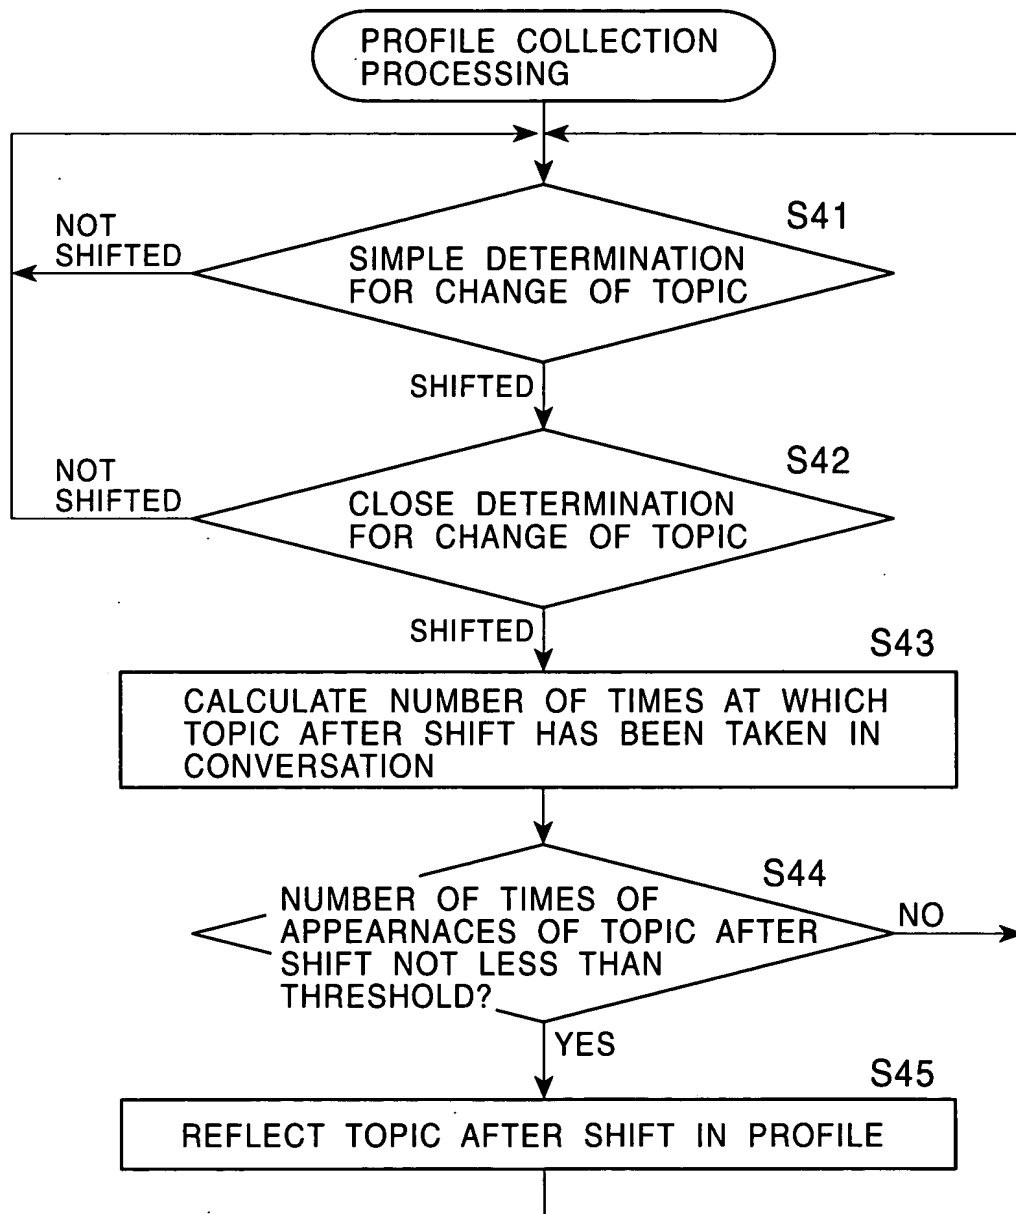 PROFILE COLLECTION
PROCESSING
S41
NOT
SHIFTED
SIMPLE DETERMINATION
FOR CHANGE OF TOPIC
SHIFTED
S42
NOT
SHIFTED
CLOSE DETERMINATION
FOR CHANGE OF TOPIC
SHIFTED
S43
CALCULATE NUMBER OF TIMES AT WHICH
TOPIC AFTER SHIFT HAS BEEN TAKEN IN
CONVERSATION
S44
NUMBER OF TIMES OF
APPEARNACES OF TOPIC AFTER
SHIFT NOT LESS THAN
THRESHOLD?
NO
YES
S45
REFLECT TOPIC AFTER SHIFT IN PROFILE